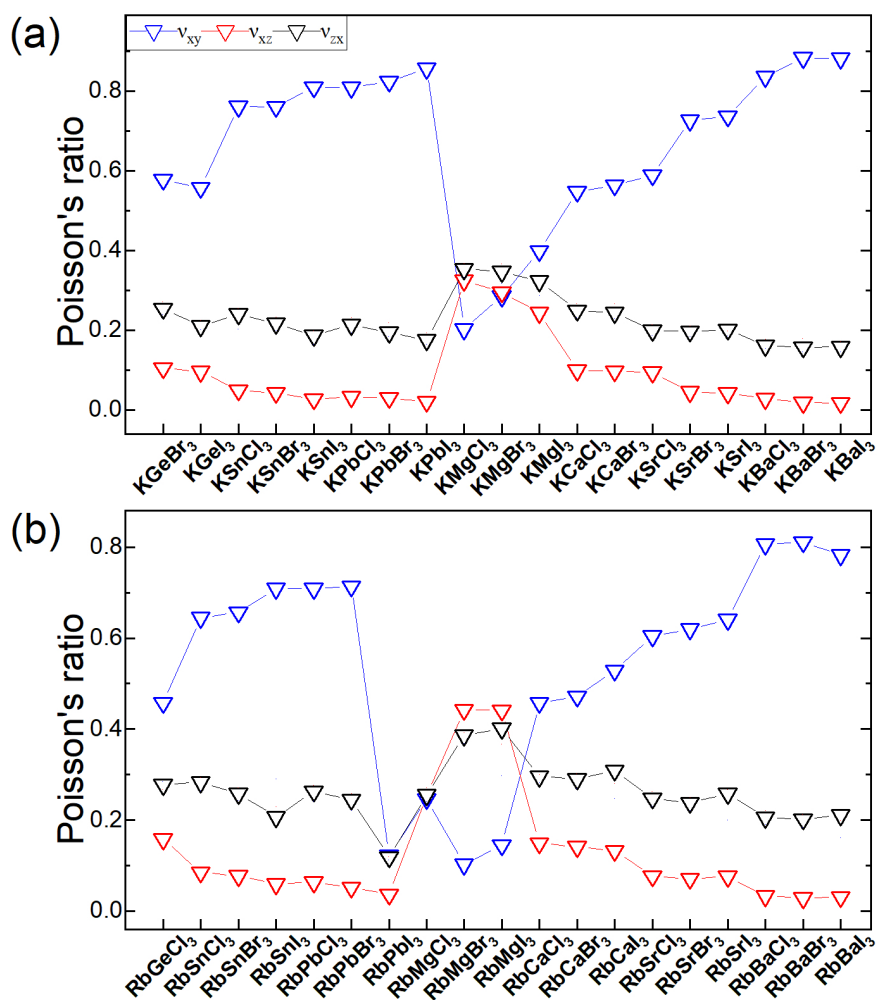 (a)
ν_xy ν_xz ν_zx
Poisson's ratio
0.8
0.6
0.4
0.2
0.0
KGeBr₃ KGeI₃ KSnCl₃ KSnBr₃ KSnI₃ KPbCl₃ KPbBr₃ KPbI₃ KMgCl₃ KMgBr₃ KMgI₃ KCaCl₃ KCaBr₃ KSrCl₃ KSrBr₃ KSrI₃ KBaCl₃ KBaBr₃ KBaI₃
(b)
Poisson's ratio
0.8
0.6
0.4
0.2
0.0
RbGeCl₃ RbSnCl₃ RbSnBr₃ RbSnI₃ RbPbCl₃ RbPbBr₃ RbPbI₃ RbMgCl₃ RbMgBr₃ RbMgI₃ RbCaCl₃ RbCaBr₃ RbCaI₃ RbSrCl₃ RbSrBr₃ RbSrI₃ RbBaCl₃ RbBaBr₃ RbBaI₃